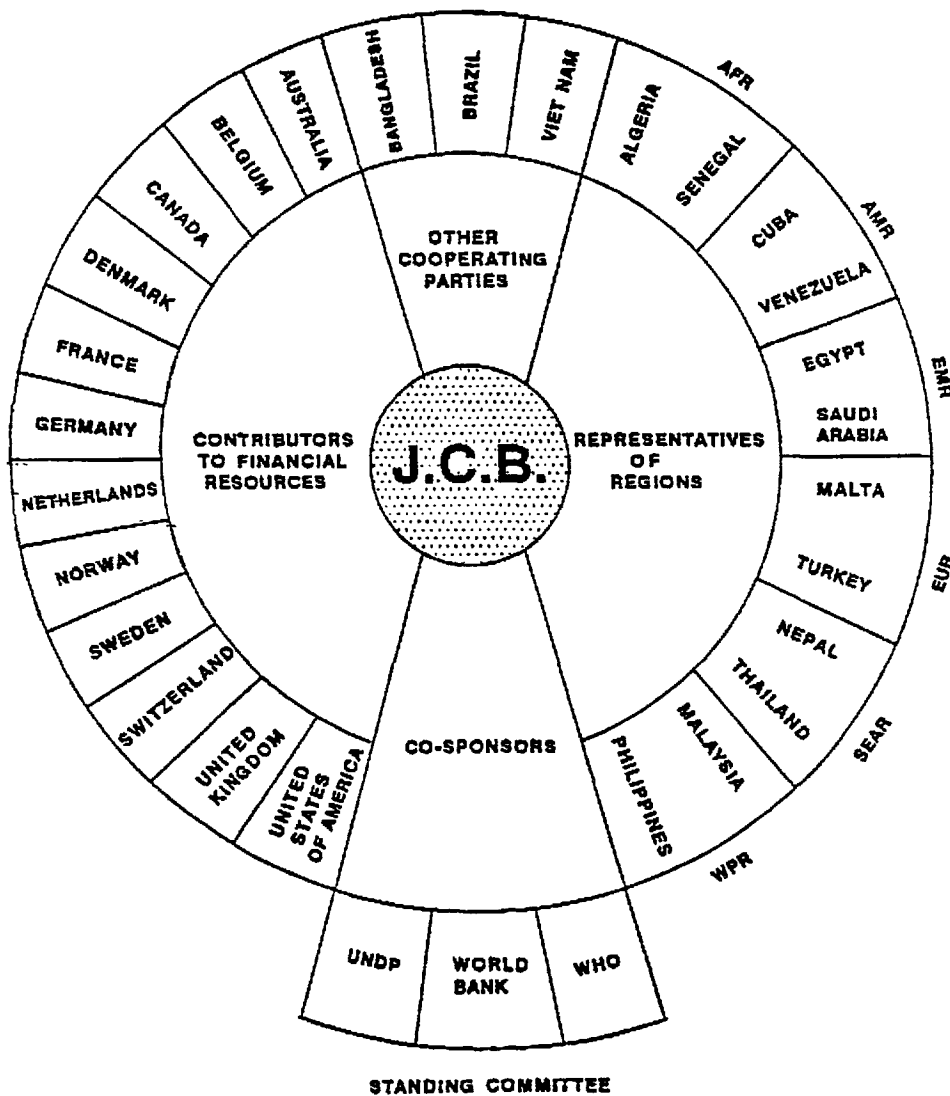 AFR
BANGLADESH
BRAZIL
VIET NAM
ALGERIA
SENEGAL
AUSTRALIA
BELGIUM
CANADA
DENMARK
FRANCE
GERMANY
NETHERLANDS
NORWAY
SWEDEN
SWITZERLAND
UNITED
KINGDOM
UNITED
STATES
OF AMERICA
AMR
CUBA
VENEZUELA
EMR
EGYPT
SAUDI
ARABIA
EUR
MALTA
TURKEY
SEAR
NEPAL
THAILAND
WPR
MALAYSIA
PHILIPPINES
OTHER
COOPERATING
PARTIES
CONTRIBUTORS
TO FINANCIAL
RESOURCES
J.C.B.
REPRESENTATIVES
OF
REGIONS
CO-SPONSORS
UNDP
WORLD
BANK
WHO
STANDING COMMITTEE